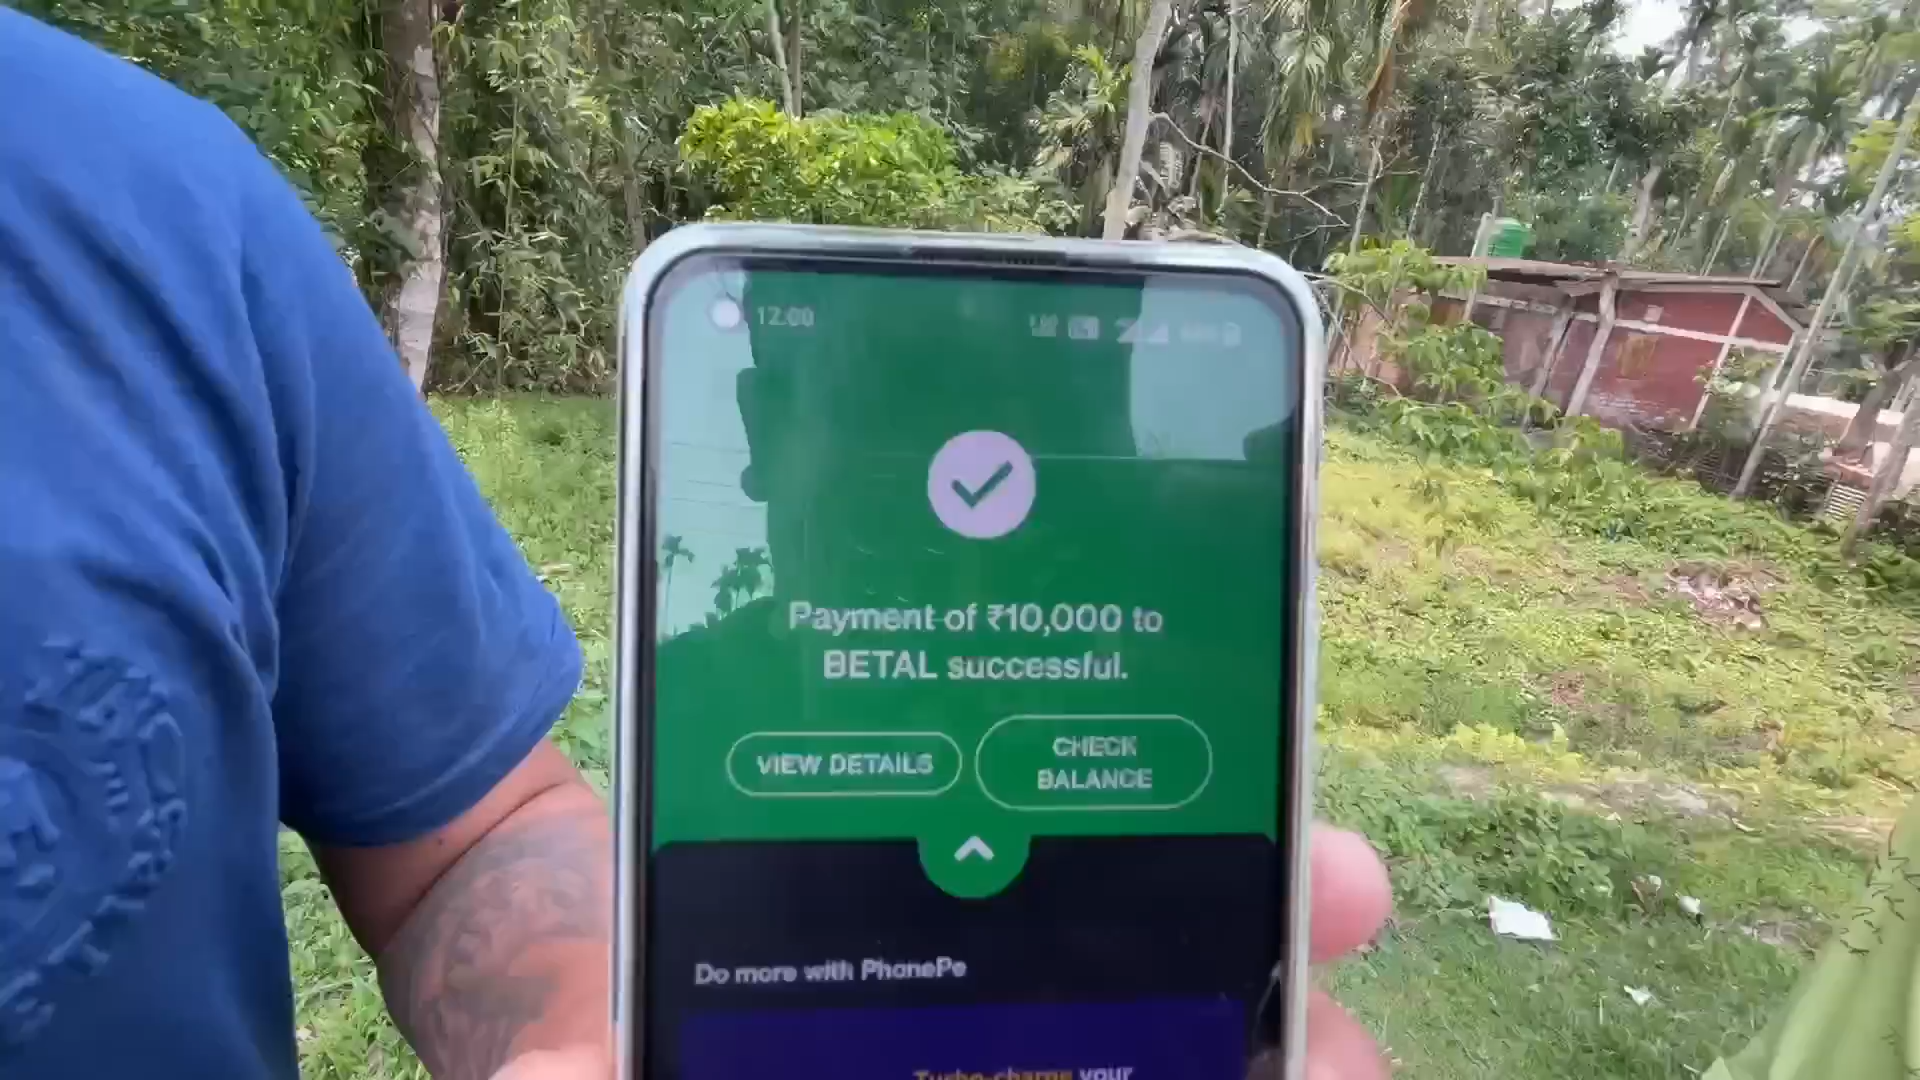 12:00
Payment of ₹10,000 to
BETAL successful.
VIEW DETAILS
CHECK
BALANCE
Do more with PhonePe
Turbo-charge your